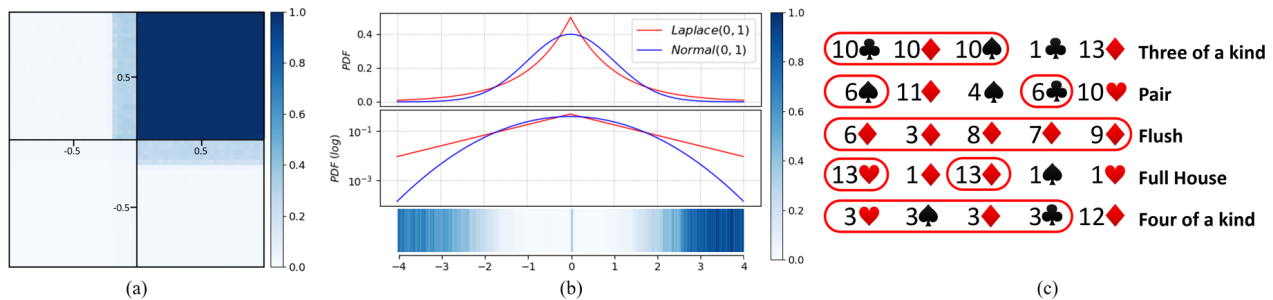 0.5
-0.5
0.5
-0.5
1.0
0.8
0.6
0.4
0.2
0.0
(a)
PDF
0.4
0.2
0.0
Laplace(0, 1)
Normal(0, 1)
PDF (log)
10⁻¹
10⁻³
−4 −3 −2 −1 0 1 2 3 4
1.0
0.8
0.6
0.4
0.2
0.0
(b)
10♣ 10♦ 10♠ 1♣ 13♦ Three of a kind
6♠ 11♦ 4♠ 6♣ 10♥ Pair
6♦ 3♦ 8♦ 7♦ 9♦ Flush
13♥ 1♦ 13♦ 1♠ 1♥ Full House
3♥ 3♠ 3♦ 3♣ 12♦ Four of a kind
(c)